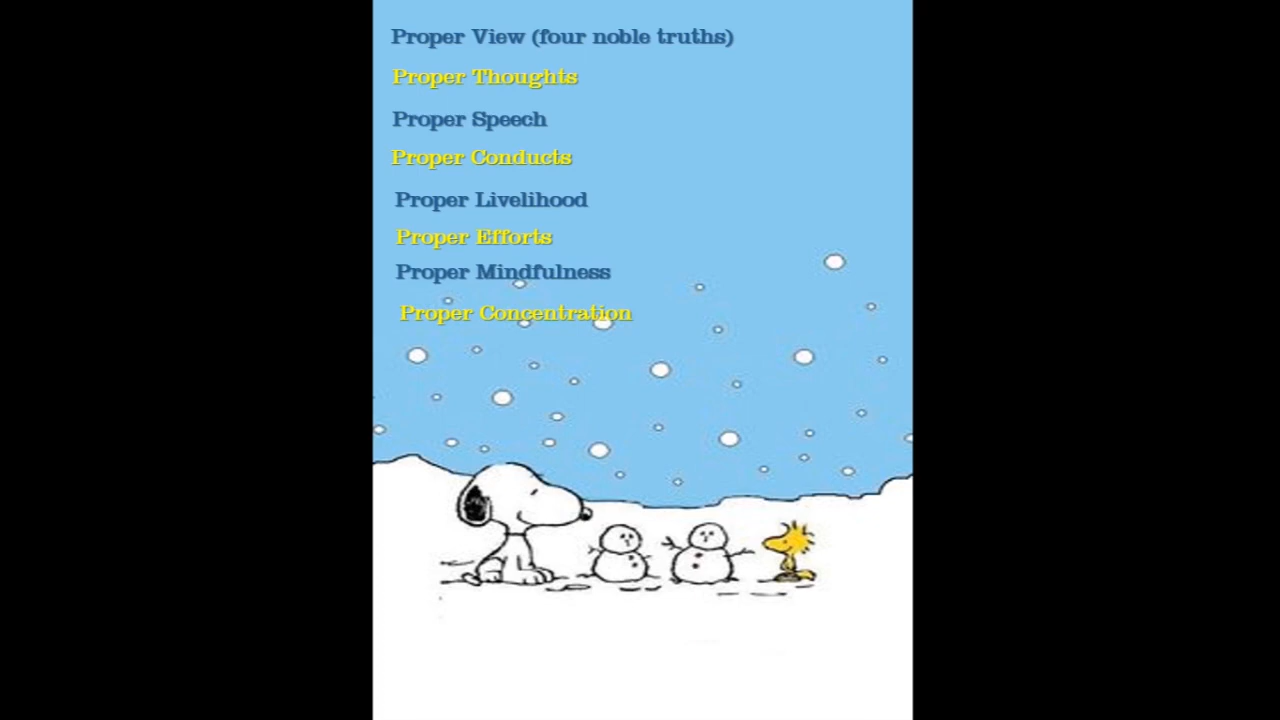 Proper View (four noble truths)
Proper Thoughts
Proper Speech
Proper Conducts
Proper Livelihood
Proper Efforts
Proper Mindfulness
Proper Concentration